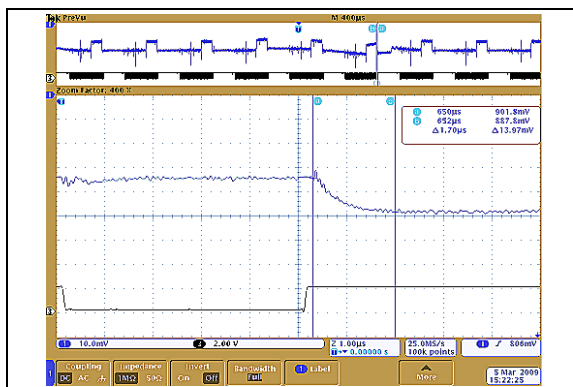 Tek PreVu M 400µs
Zoom Factor: 400 X
a 650µs 901.8mV
b 652µs 887.8mV
Δ1.70µs Δ13.97mV
1 10.0mV 2 2.00 V Z 1.00µs 25.0MS/s 1 806mV
0.00000 s 100k points
Coupling Impedance Invert Bandwidth 1 Label
DC AC 1MΩ 50Ω On Off Full More
5 Mar 2009
15:22:25